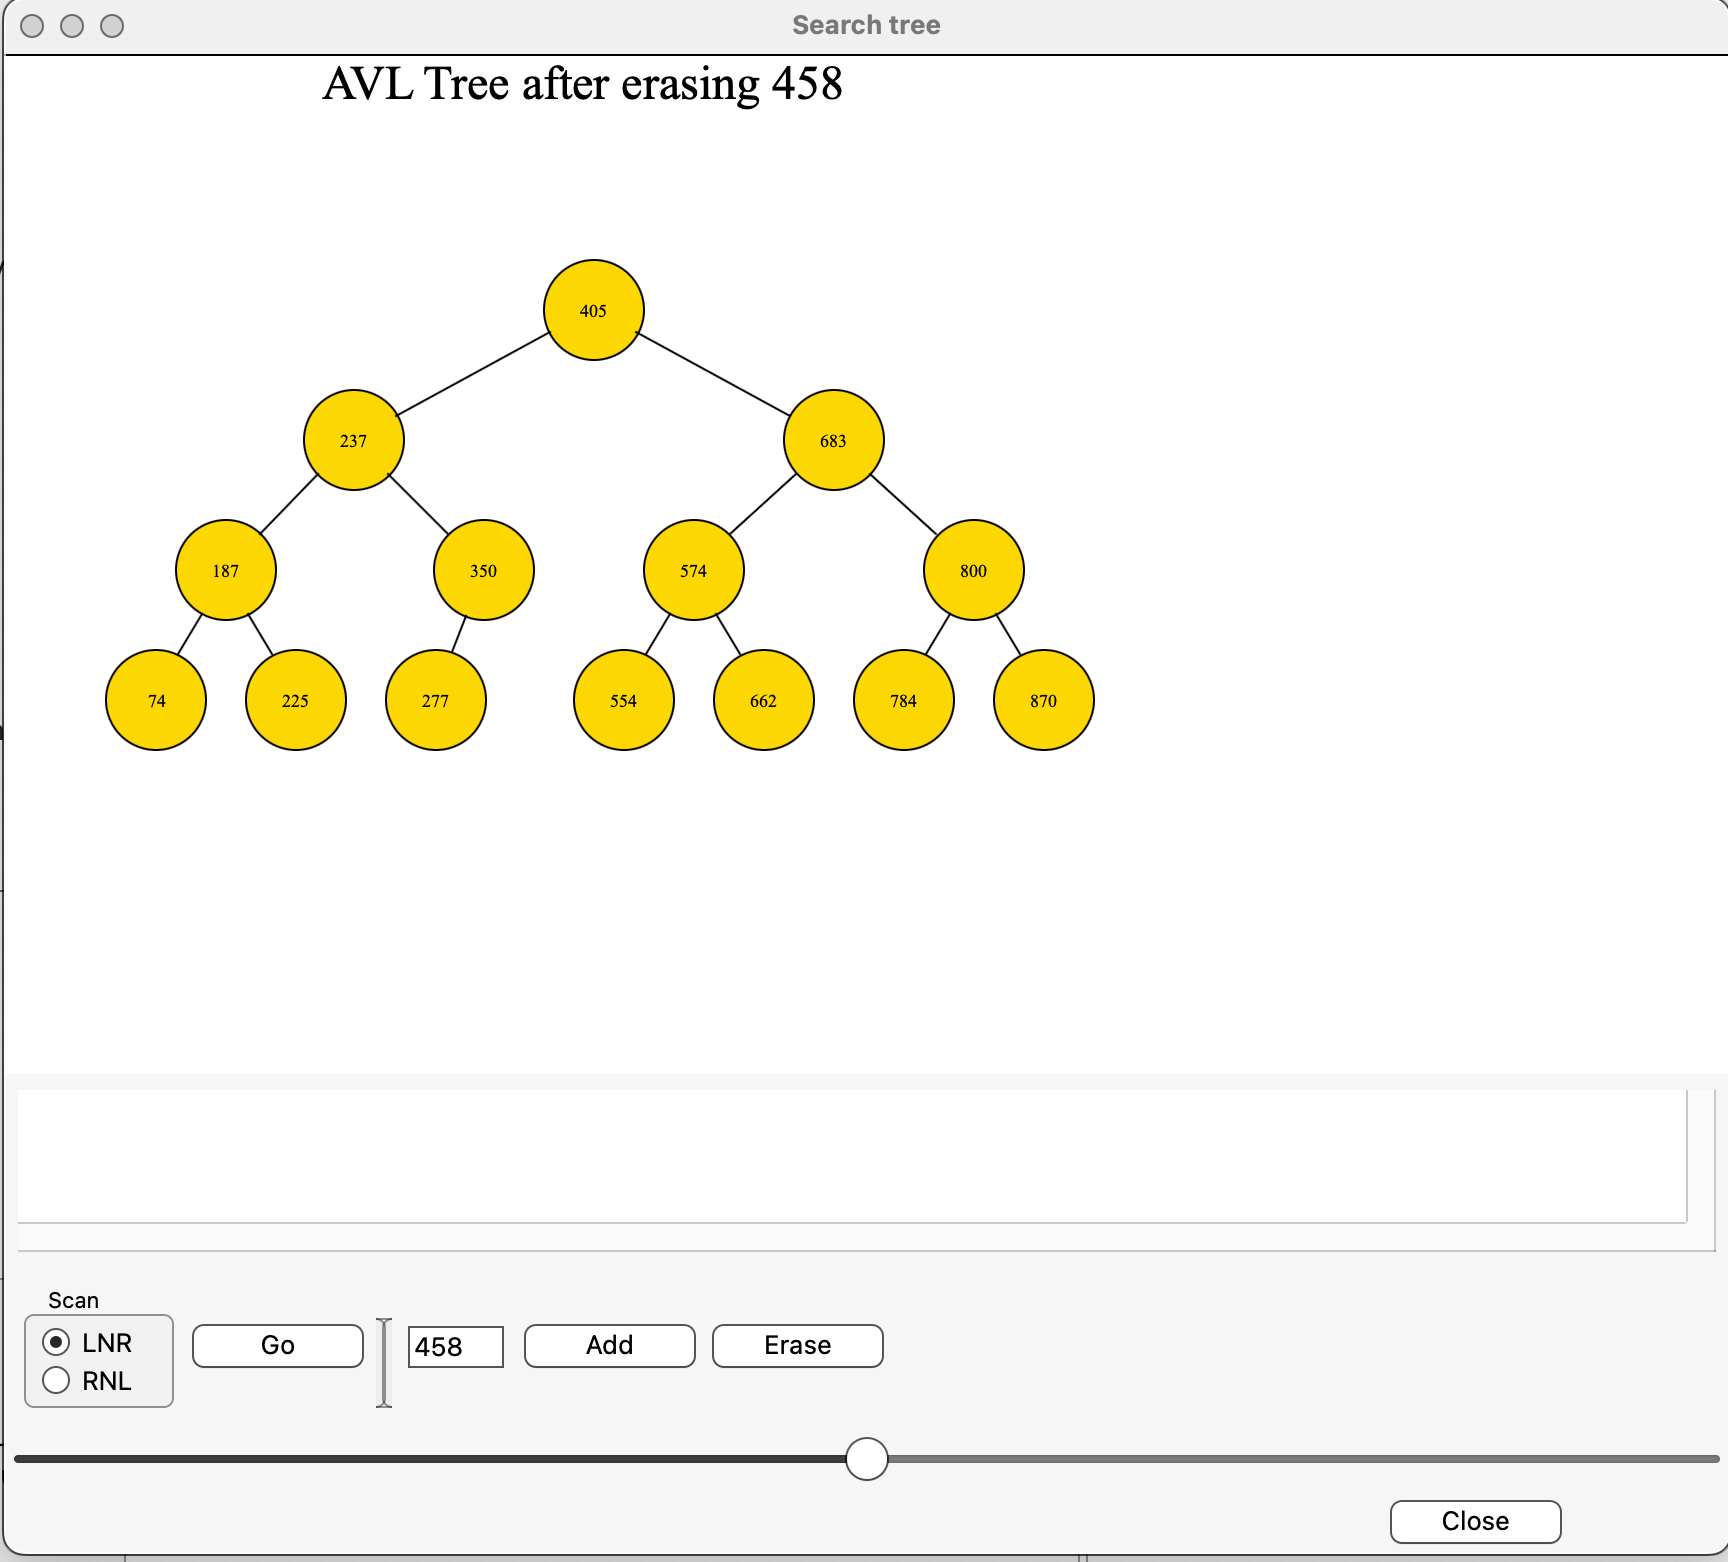 Search tree
AVL Tree after erasing 458
405
237 683
187 350 574 800
74 225 277 554 662 784 870
Scan
LNR
RNL
Go
458
Add
Erase
Close